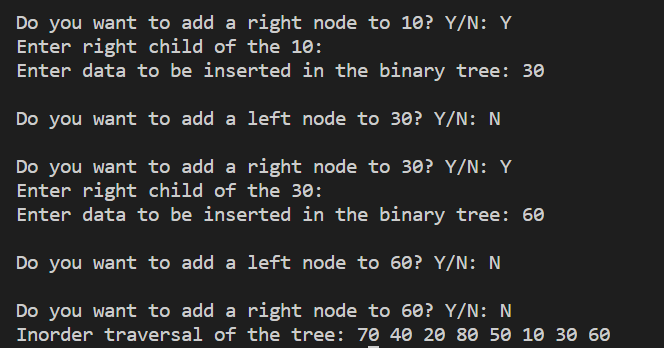 Do you want to add a right node to 10? Y/N: Y
Enter right child of the 10:
Enter data to be inserted in the binary tree: 30
Do you want to add a left node to 30? Y/N: N
Do you want to add a right node to 30? Y/N: Y
Enter right child of the 30:
Enter data to be inserted in the binary tree: 60
Do you want to add a left node to 60? Y/N: N
Do you want to add a right node to 60? Y/N: N
Inorder traversal of the tree: 70 40 20 80 50 10 30 60